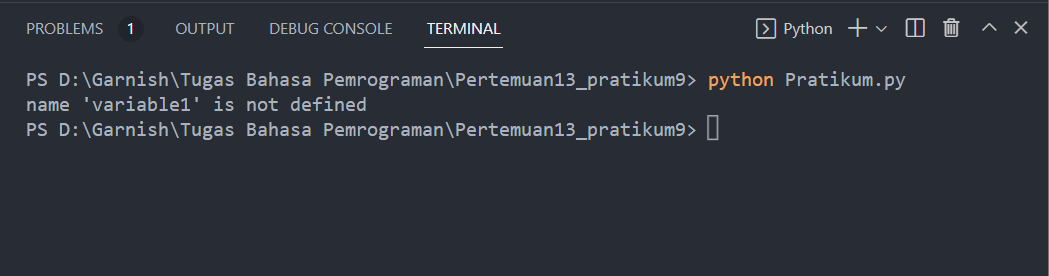 PROBLEMS 1 OUTPUT DEBUG CONSOLE TERMINAL Python
PS D:\Garnish\Tugas Bahasa Pemrograman\Pertemuan13_pratikum9> python Pratikum.py
name 'variable1' is not defined
PS D:\Garnish\Tugas Bahasa Pemrograman\Pertemuan13_pratikum9>